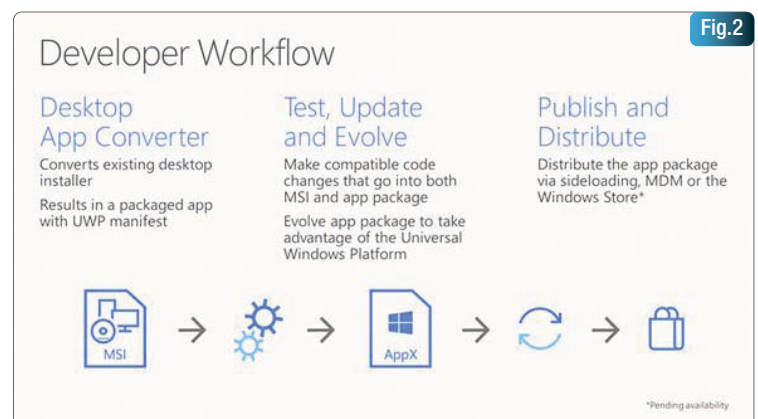 Fig.2
Developer Workflow
Desktop
App Converter
Converts existing desktop
installer
Results in a packaged app
with UWP manifest
Test, Update
and Evolve
Make compatible code
changes that go into both
MSI and app package
Evolve app package to take
advantage of the Universal
Windows Platform
Publish and
Distribute
Distribute the app package
via sideloading, MDM or the
Windows Store*
MSI
AppX
*Pending availability